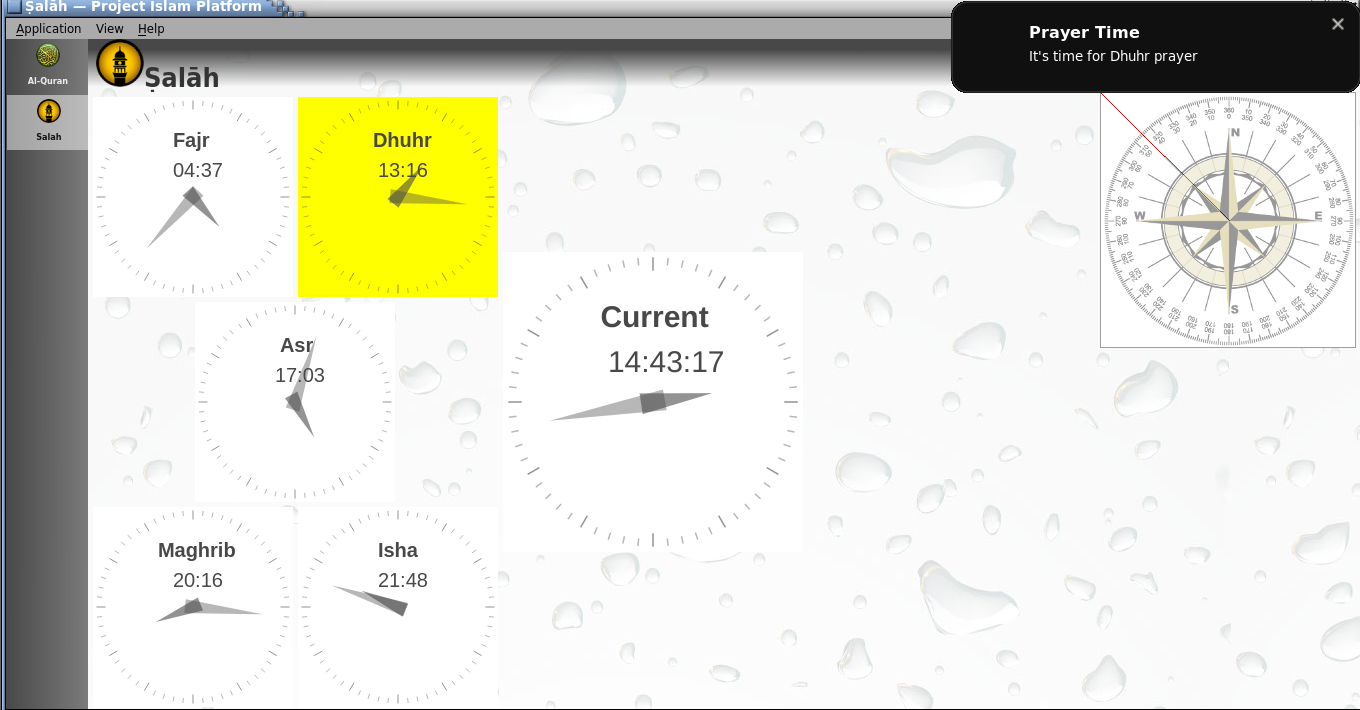 Ṣalāh — Project Islam Platform
Application View Help
Prayer Time
It's time for Dhuhr prayer
Al-Quran
Salah
Ṣalāh
Fajr
04:37
Dhuhr
13:16
Asr
17:03
Maghrib
20:16
Isha
21:48
Current
14:43:17
N
W
E
S